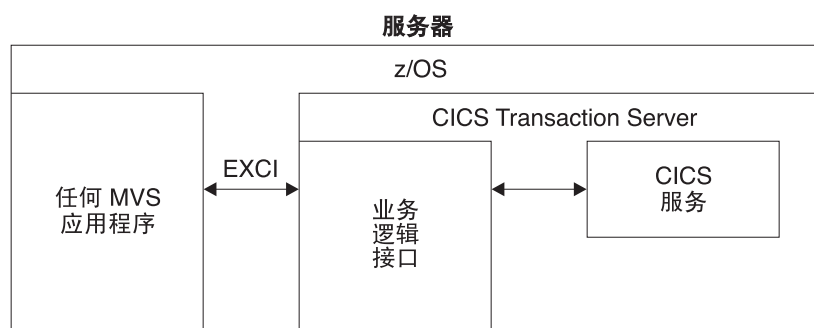 服务器
z/OS
CICS Transaction Server
任何 MVS
应用程序
EXCI
业务
逻辑
接口
CICS
服务